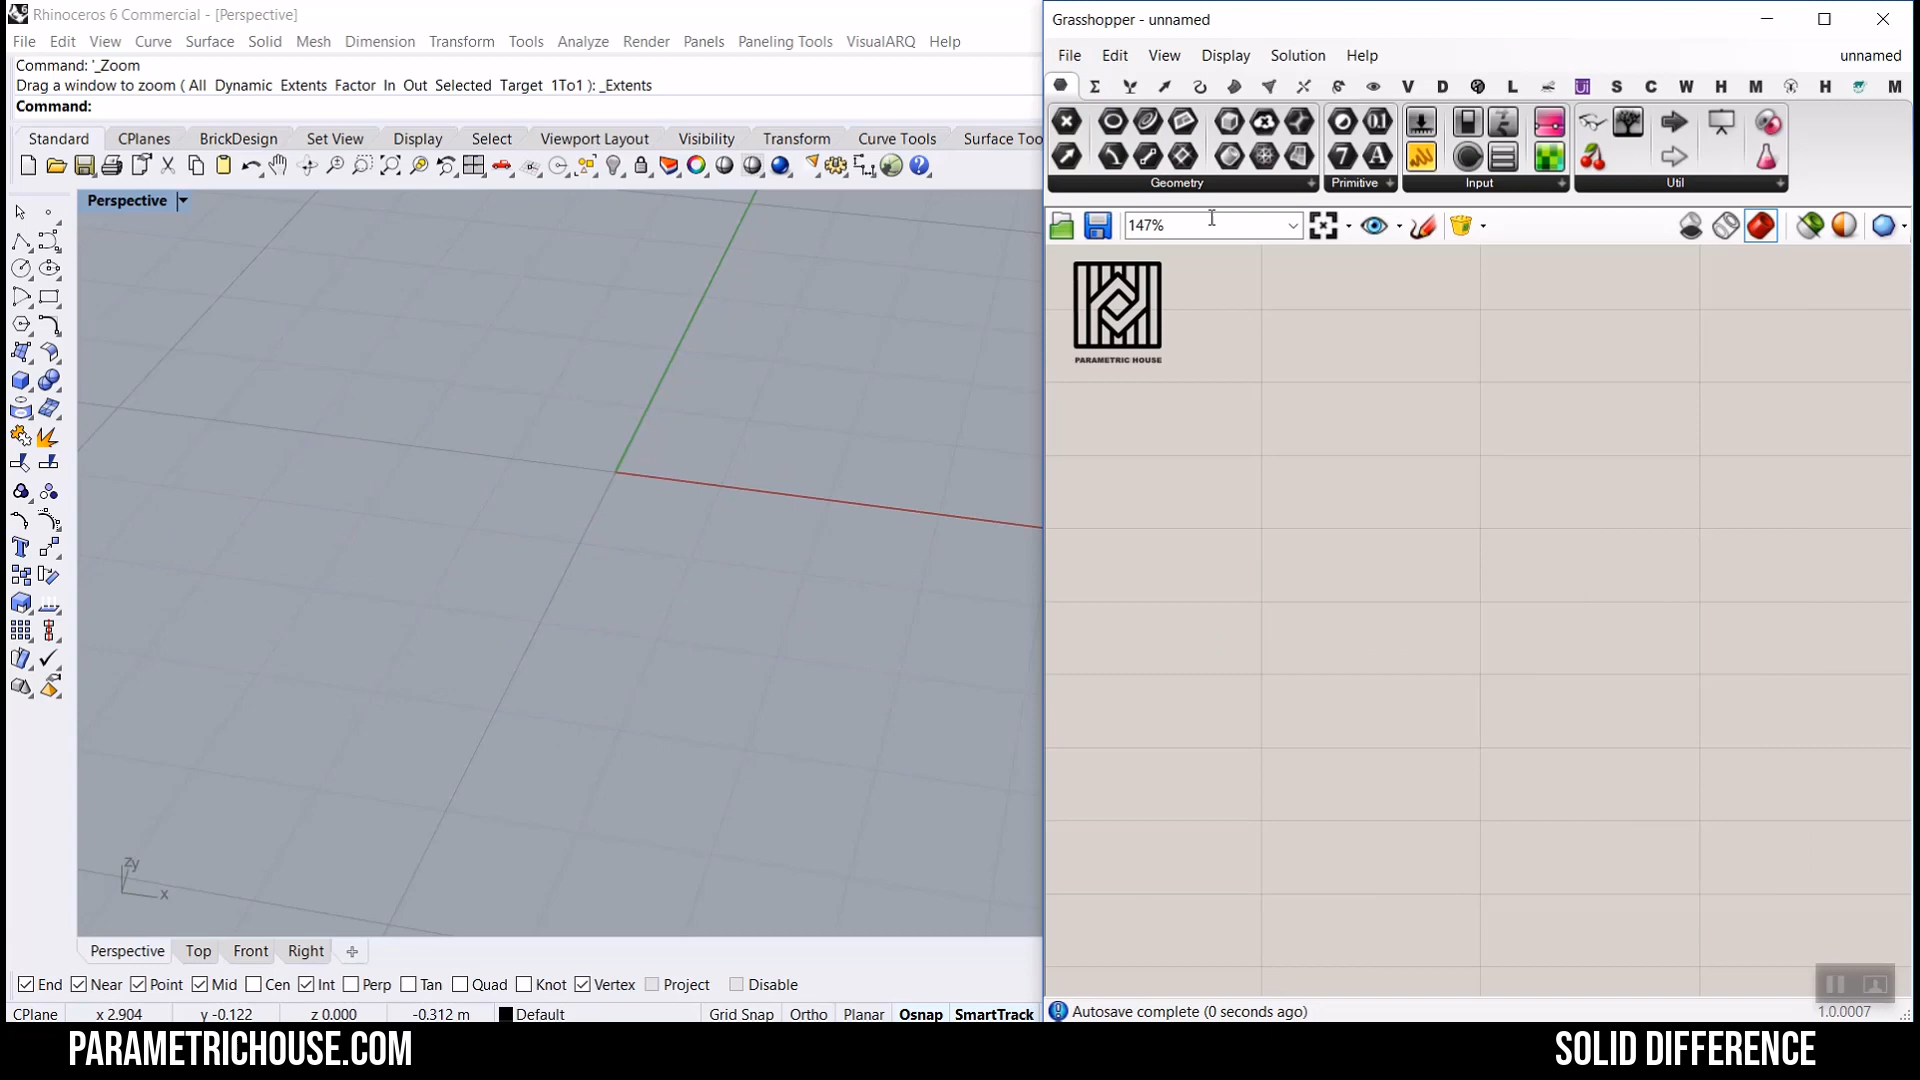 Rhinoceros 6 Commercial - [Perspective]
File Edit View Curve Surface Solid Mesh Dimension Transform Tools Analyze Render Panels Paneling Tools VisualARQ Help
Command: '_Zoom
Drag a window to zoom ( All Dynamic Extents Factor In Out Selected Target 1To1 ): _Extents
Command:
Standard CPlanes BrickDesign Set View Display Select Viewport Layout Visibility Transform Curve Tools Surface Too
Perspective
Zy
x
Perspective Top Front Right
End Near Point Mid Cen Int Perp Tan Quad Knot Vertex Project Disable
CPlane x 2.904 y -0.122 z 0.000 -0.312 m Default Grid Snap Ortho Planar Osnap SmartTrack
Grasshopper - unnamed
File Edit View Display Solution Help unnamed
V D L Ui S C W H M H M
Geometry Primitive Input Util
147%
PARAMETRIC HOUSE
Autosave complete (0 seconds ago) 1.0.0007
PARAMETRICHOUSE.COM SOLID DIFFERENCE